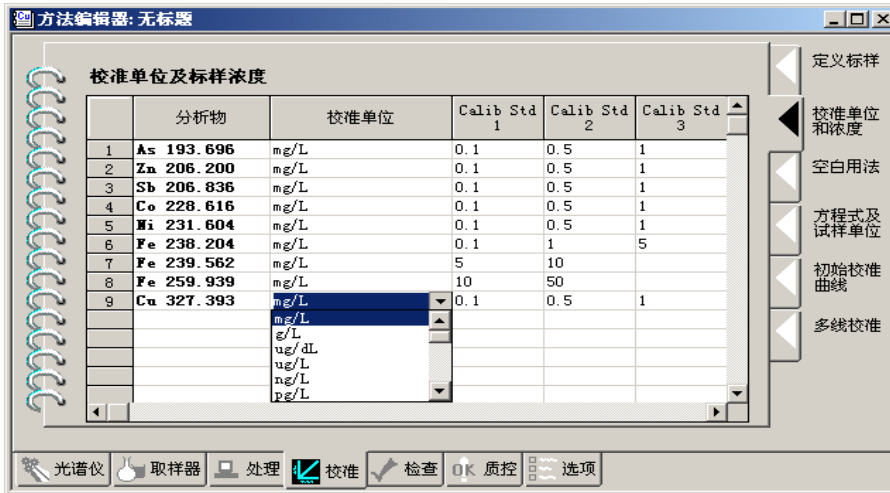 方法编辑器: 无标题
校准单位及标样浓度
分析物 校准单位 Calib Std 1 Calib Std 2 Calib Std 3
1 As 193.696 mg/L 0.1 0.5 1
2 Zn 206.200 mg/L 0.1 0.5 1
3 Sb 206.836 mg/L 0.1 0.5 1
4 Co 228.616 mg/L 0.1 0.5 1
5 Ni 231.604 mg/L 0.1 0.5 1
6 Fe 238.204 mg/L 0.1 1 5
7 Fe 239.562 mg/L 5 10
8 Fe 259.939 mg/L 10 50
9 Cu 327.393 mg/L 0.1 0.5 1
mg/L
g/L
ug/dL
ug/L
ng/L
pg/L
定义标样
校准单位
和浓度
空白用法
方程式及
试样单位
初始校准
曲线
多线校准
光谱仪 取样器 处理 校准 检查 OK 质控 选项